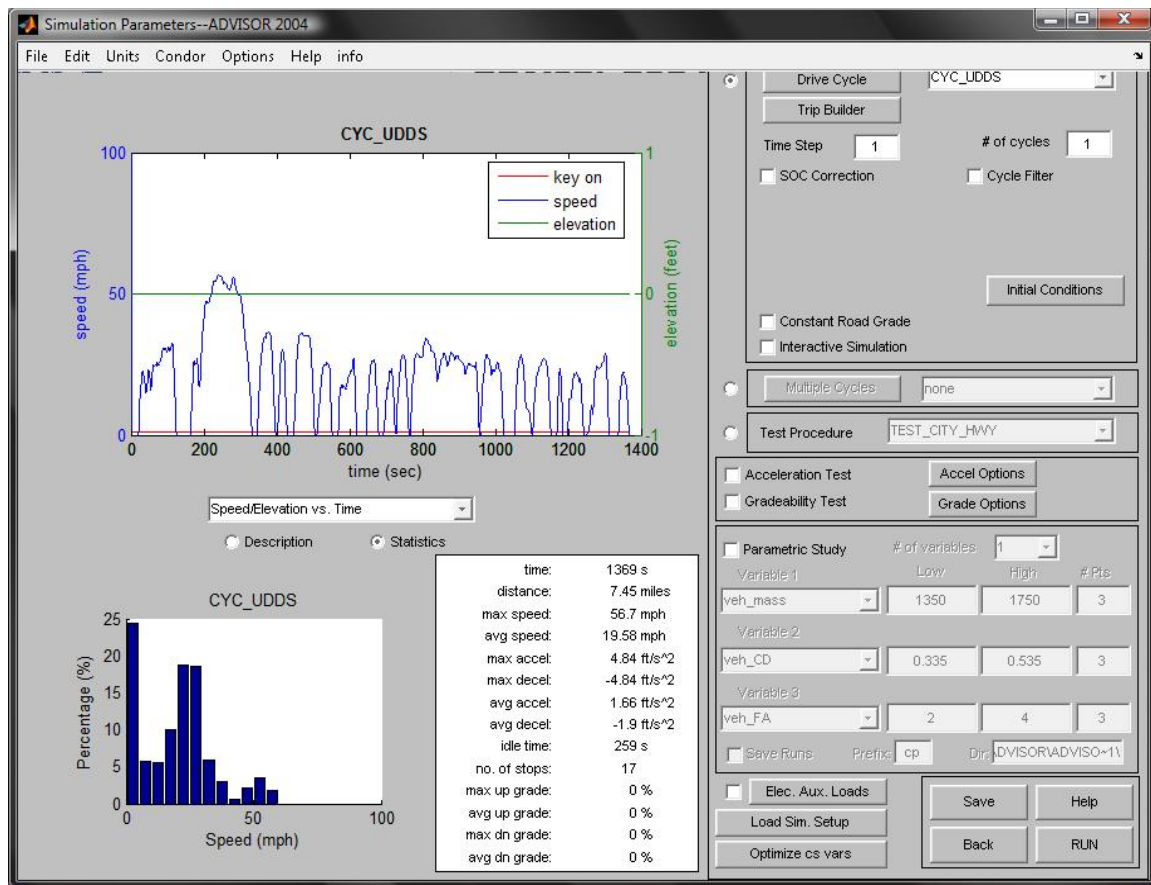 Simulation Parameters--ADVISOR 2004
File Edit Units Condor Options Help info
CYC_UDDS
100
50
0
speed (mph)
key on
speed
elevation
1
0
-1
elevation (feet)
0 200 400 600 800 1000 1200 1400
time (sec)
Speed/Elevation vs. Time
Description Statistics
CYC_UDDS
25
20
15
10
5
0
Percentage (%)
0 50 100
Speed (mph)
time: 1369 s
distance: 7.45 miles
max speed: 56.7 mph
avg speed: 19.58 mph
max accel: 4.84 ft/s^2
max decel: -4.84 ft/s^2
avg accel: 1.66 ft/s^2
avg decel: -1.9 ft/s^2
idle time: 259 s
no. of stops: 17
max up grade: 0 %
avg up grade: 0 %
max dn grade: 0 %
avg dn grade: 0 %
Drive Cycle CYC_UDDS
Trip Builder
Time Step 1 # of cycles 1
SOC Correction Cycle Filter
Initial Conditions
Constant Road Grade
Interactive Simulation
Multiple Cycles none
Test Procedure TEST_CITY_HWY
Acceleration Test Accel Options
Gradeability Test Grade Options
Parametric Study # of variables 1
Variable 1 Low High # Pts
veh_mass 1350 1750 3
Variable 2
veh_CD 0.335 0.535 3
Variable 3
veh_FA 2 4 3
Save Runs Prefix: cp Dir: ADVISOR\ADVISO~1\
Elec. Aux. Loads
Load Sim. Setup
Optimize cs vars
Save Help
Back RUN